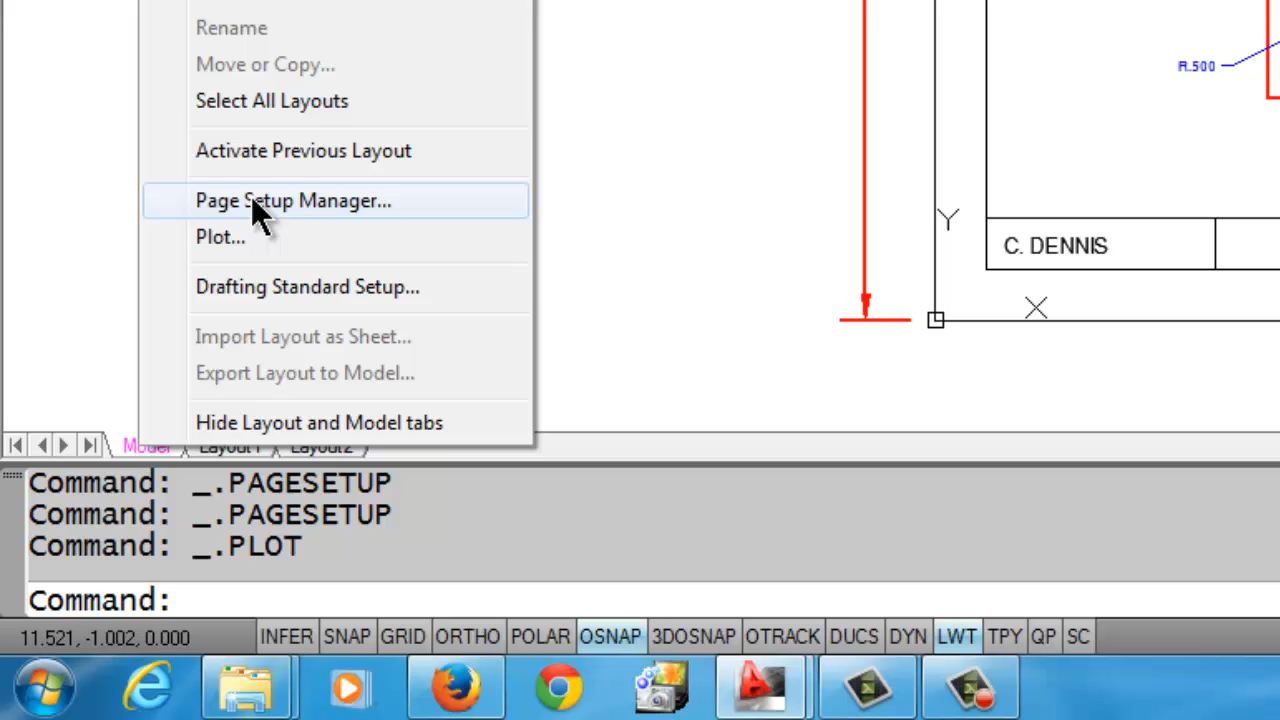 Rename
Move or Copy...
Select All Layouts
Activate Previous Layout
Page Setup Manager...
Plot...
Drafting Standard Setup...
Import Layout as Sheet...
Export Layout to Model...
Hide Layout and Model tabs
R.500
Y
C. DENNIS
X
Model
Layout1
Layout2
Command: _.PAGESETUP
Command: _.PAGESETUP
Command: _.PLOT
Command:
11.521, -1.002, 0.000 INFER SNAP GRID ORTHO POLAR OSNAP 3DOSNAP OTRACK DUCS DYN LWT TPY QP SC